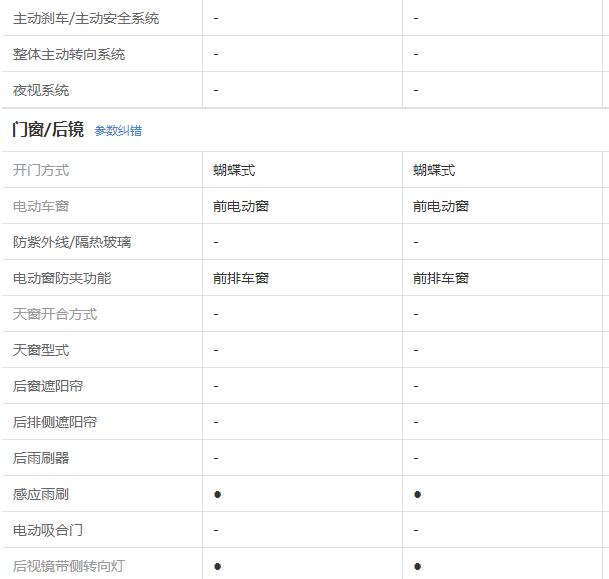 主动刹车/主动安全系统 - -
整体主动转向系统 - -
夜视系统 - -
门窗/后镜 参数纠错
开门方式 蝴蝶式 蝴蝶式
电动车窗 前电动窗 前电动窗
防紫外线/隔热玻璃 - -
电动窗防夹功能 前排车窗 前排车窗
天窗开合方式 - -
天窗型式 - -
后窗遮阳帘 - -
后排侧遮阳帘 - -
后雨刷器 - -
感应雨刷 ● ●
电动吸合门 - -
后视镜带侧转向灯 ● ●